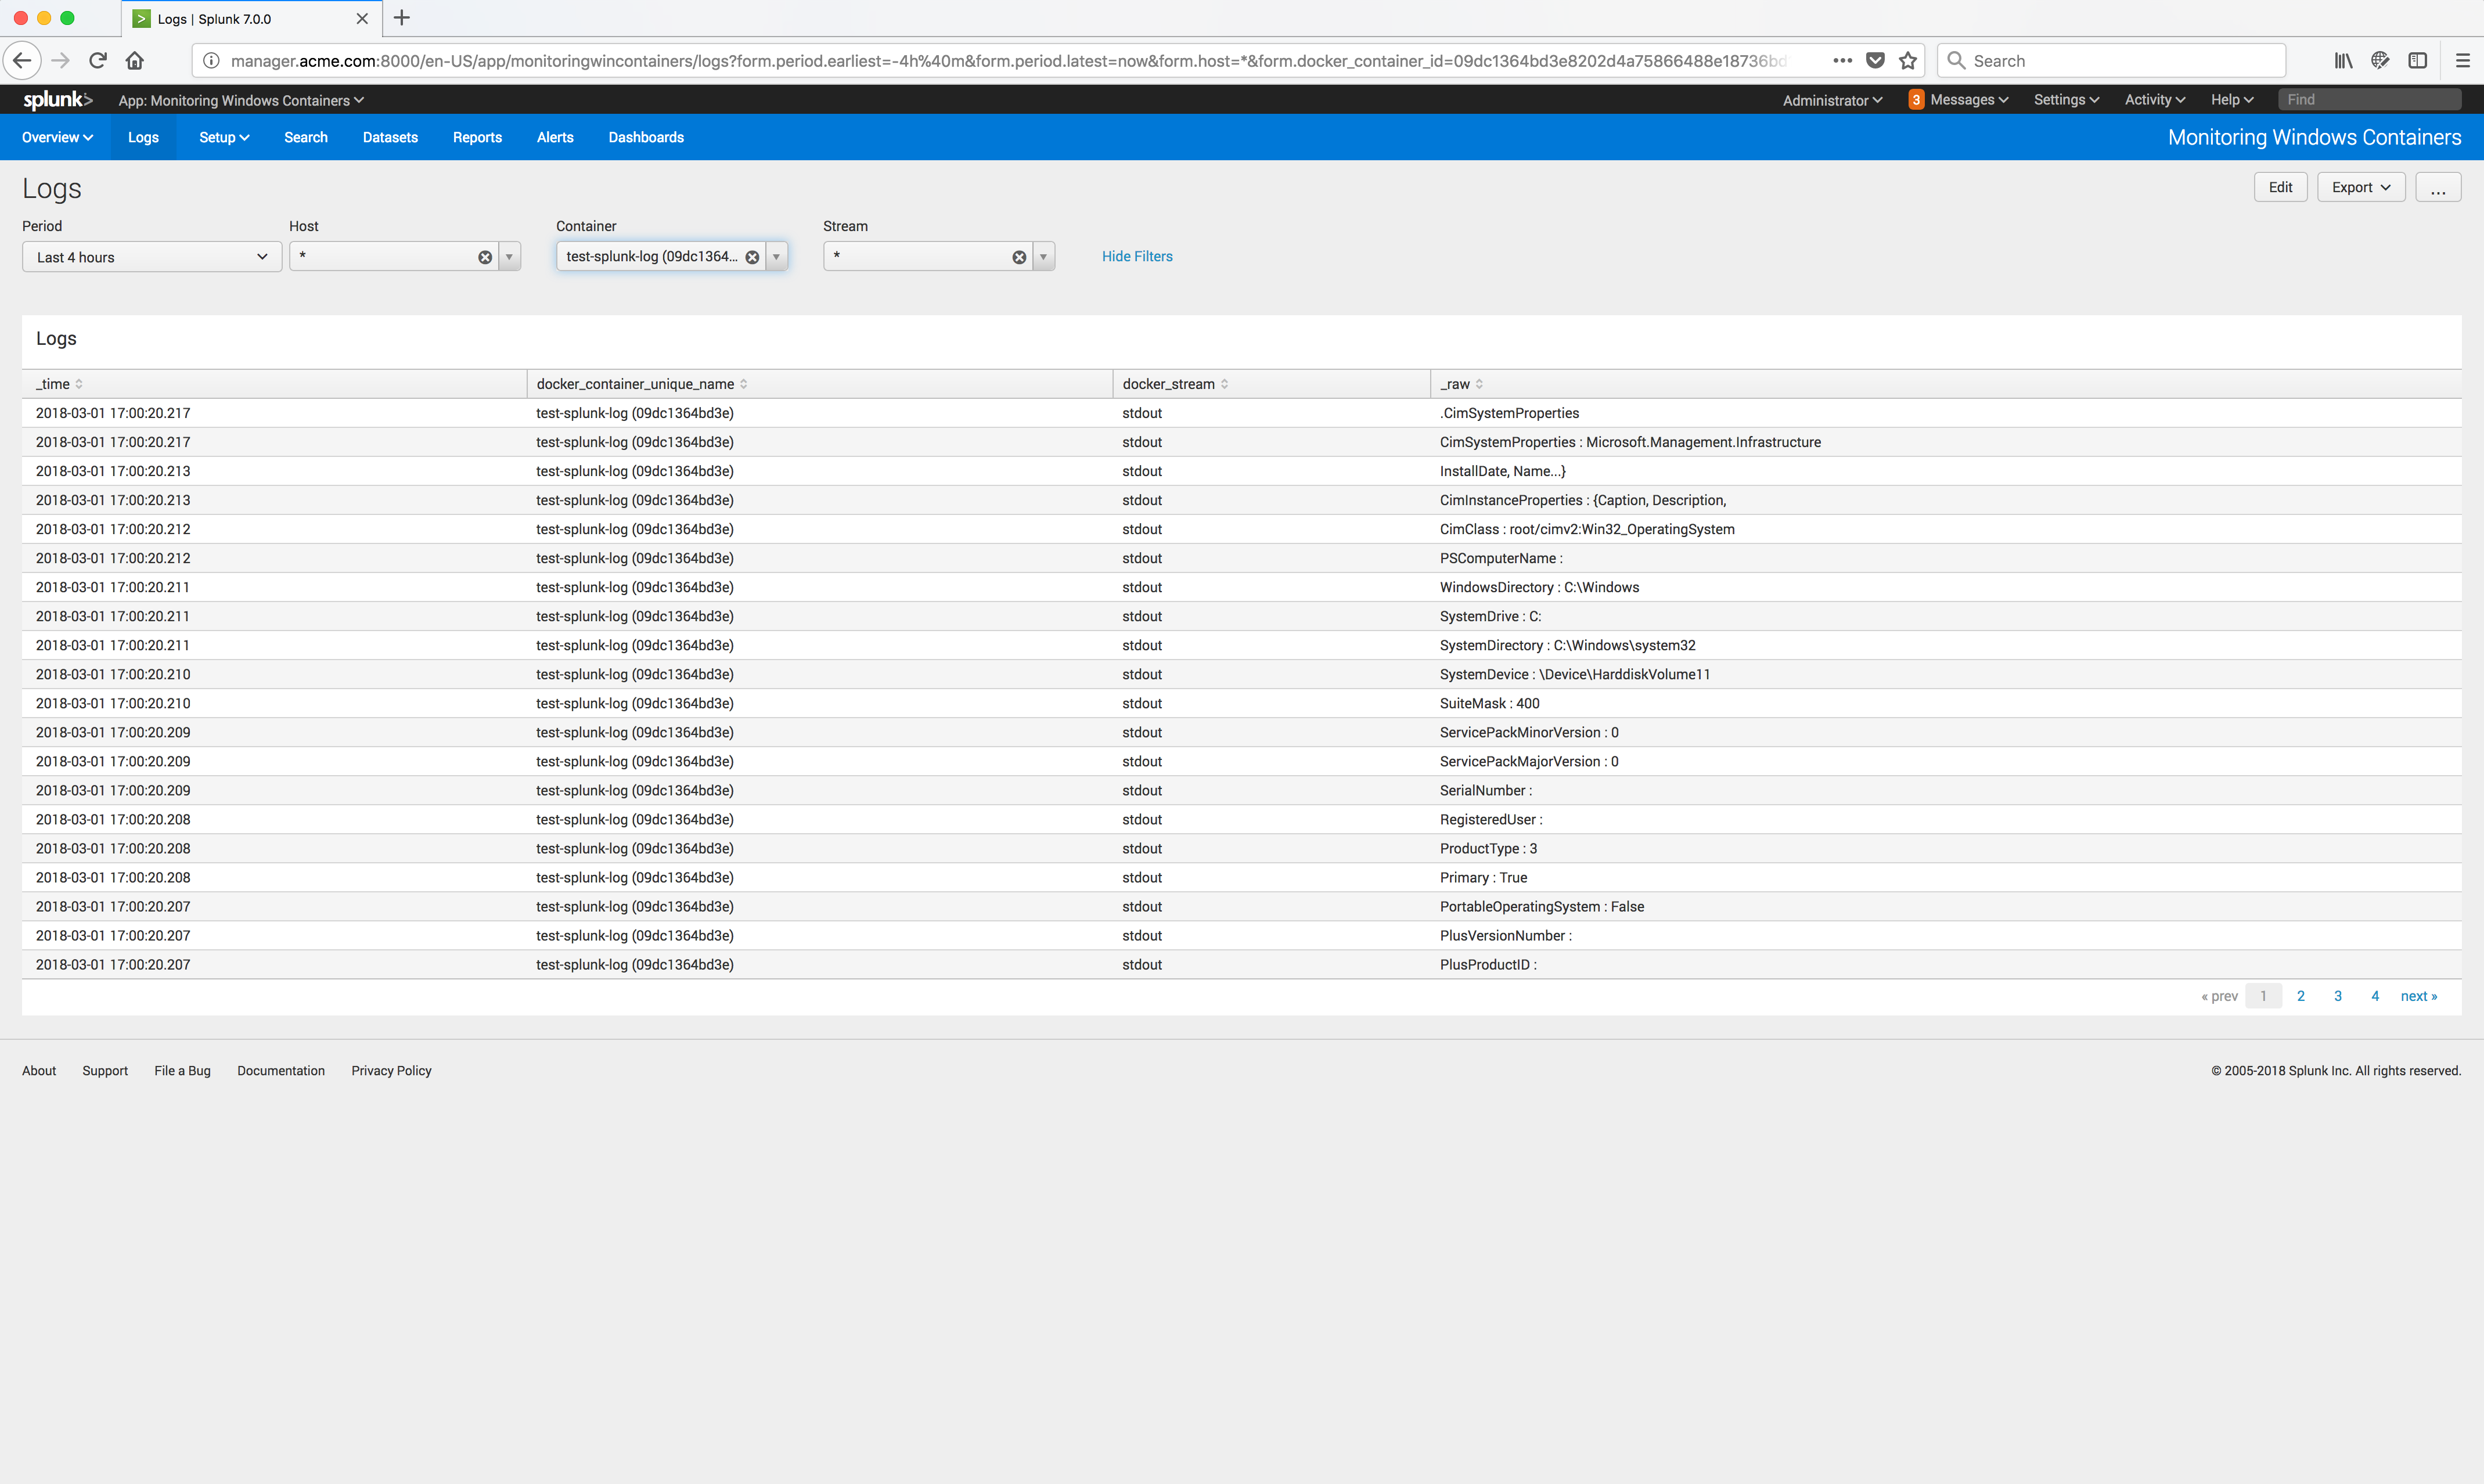 Logs | Splunk 7.0.0
manager.acme.com:8000/en-US/app/monitoringwincontainers/logs?form.period.earliest=-4h%40m&form.period.latest=now&form.host=*&form.docker_container_id=09dc1364bd3e8202d4a75866488e18736bd
Search
splunk> App: Monitoring Windows Containers Administrator 3 Messages Settings Activity Help Find
Overview Logs Setup Search Datasets Reports Alerts Dashboards Monitoring Windows Containers
Logs Edit Export ...
Period Host Container Stream
Last 4 hours * test-splunk-log (09dc1364... * Hide Filters
Logs
_time docker_container_unique_name docker_stream _raw
2018-03-01 17:00:20.217 test-splunk-log (09dc1364bd3e) stdout .CimSystemProperties
2018-03-01 17:00:20.217 test-splunk-log (09dc1364bd3e) stdout CimSystemProperties : Microsoft.Management.Infrastructure
2018-03-01 17:00:20.213 test-splunk-log (09dc1364bd3e) stdout InstallDate, Name...}
2018-03-01 17:00:20.213 test-splunk-log (09dc1364bd3e) stdout CimInstanceProperties : {Caption, Description,
2018-03-01 17:00:20.212 test-splunk-log (09dc1364bd3e) stdout CimClass : root/cimv2:Win32_OperatingSystem
2018-03-01 17:00:20.212 test-splunk-log (09dc1364bd3e) stdout PSComputerName :
2018-03-01 17:00:20.211 test-splunk-log (09dc1364bd3e) stdout WindowsDirectory : C:\Windows
2018-03-01 17:00:20.211 test-splunk-log (09dc1364bd3e) stdout SystemDrive : C:
2018-03-01 17:00:20.211 test-splunk-log (09dc1364bd3e) stdout SystemDirectory : C:\Windows\system32
2018-03-01 17:00:20.210 test-splunk-log (09dc1364bd3e) stdout SystemDevice : \Device\HarddiskVolume11
2018-03-01 17:00:20.210 test-splunk-log (09dc1364bd3e) stdout SuiteMask : 400
2018-03-01 17:00:20.209 test-splunk-log (09dc1364bd3e) stdout ServicePackMinorVersion : 0
2018-03-01 17:00:20.209 test-splunk-log (09dc1364bd3e) stdout ServicePackMajorVersion : 0
2018-03-01 17:00:20.209 test-splunk-log (09dc1364bd3e) stdout SerialNumber :
2018-03-01 17:00:20.208 test-splunk-log (09dc1364bd3e) stdout RegisteredUser :
2018-03-01 17:00:20.208 test-splunk-log (09dc1364bd3e) stdout ProductType : 3
2018-03-01 17:00:20.208 test-splunk-log (09dc1364bd3e) stdout Primary : True
2018-03-01 17:00:20.207 test-splunk-log (09dc1364bd3e) stdout PortableOperatingSystem : False
2018-03-01 17:00:20.207 test-splunk-log (09dc1364bd3e) stdout PlusVersionNumber :
2018-03-01 17:00:20.207 test-splunk-log (09dc1364bd3e) stdout PlusProductID :
« prev 1 2 3 4 next »
About Support File a Bug Documentation Privacy Policy © 2005-2018 Splunk Inc. All rights reserved.